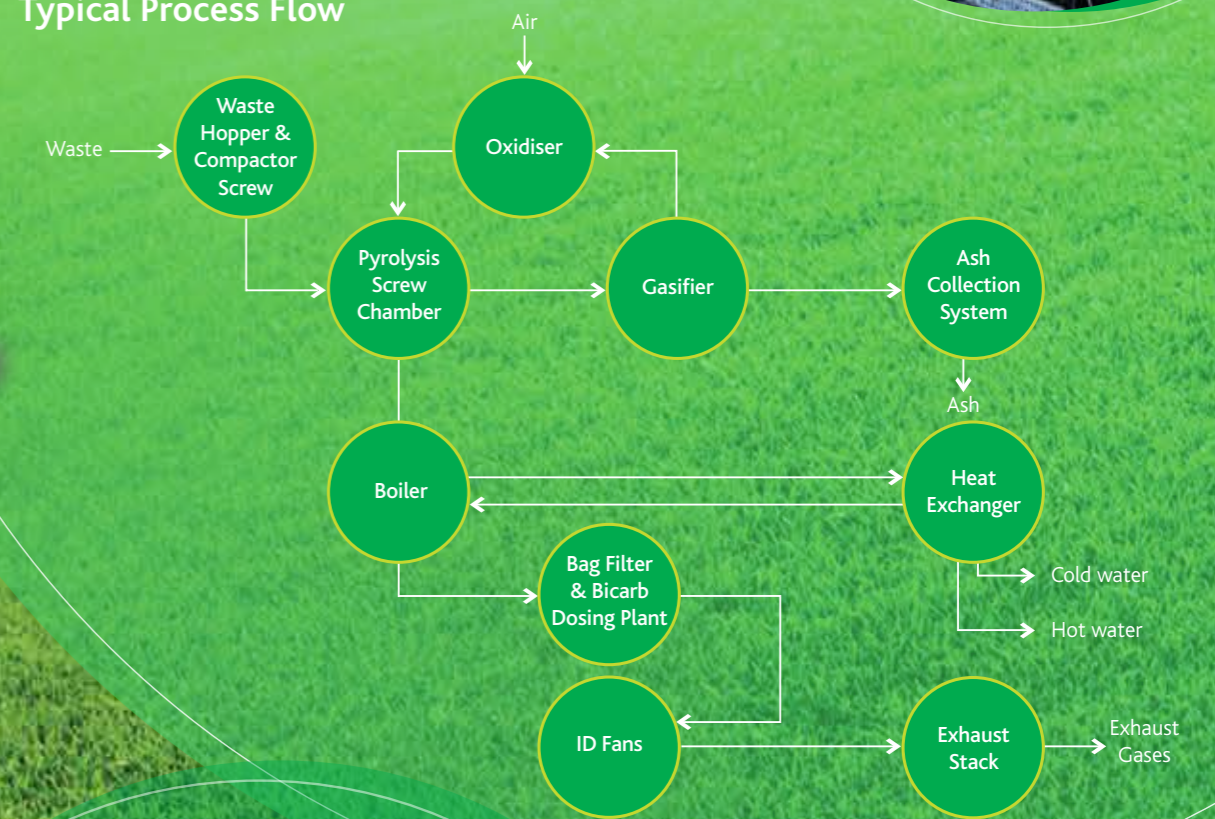 Typical Process Flow
Air
Waste
Waste
Hopper &
Compactor
Screw
Oxidiser
Pyrolysis
Screw
Chamber
Gasifier
Ash
Collection
System
Ash
Boiler
Heat
Exchanger
Cold water
Hot water
Bag Filter
& Bicarb
Dosing Plant
ID Fans
Exhaust
Stack
Exhaust
Gases